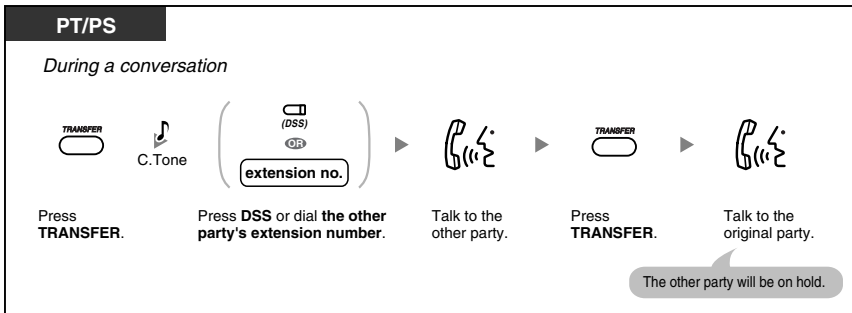 PT/PS
During a conversation
TRANSFER
C.Tone
(DSS)
OR
extension no.
TRANSFER
Press
TRANSFER.
Press DSS or dial the other
party's extension number.
Talk to the
other party.
Press
TRANSFER.
Talk to the
original party.
The other party will be on hold.